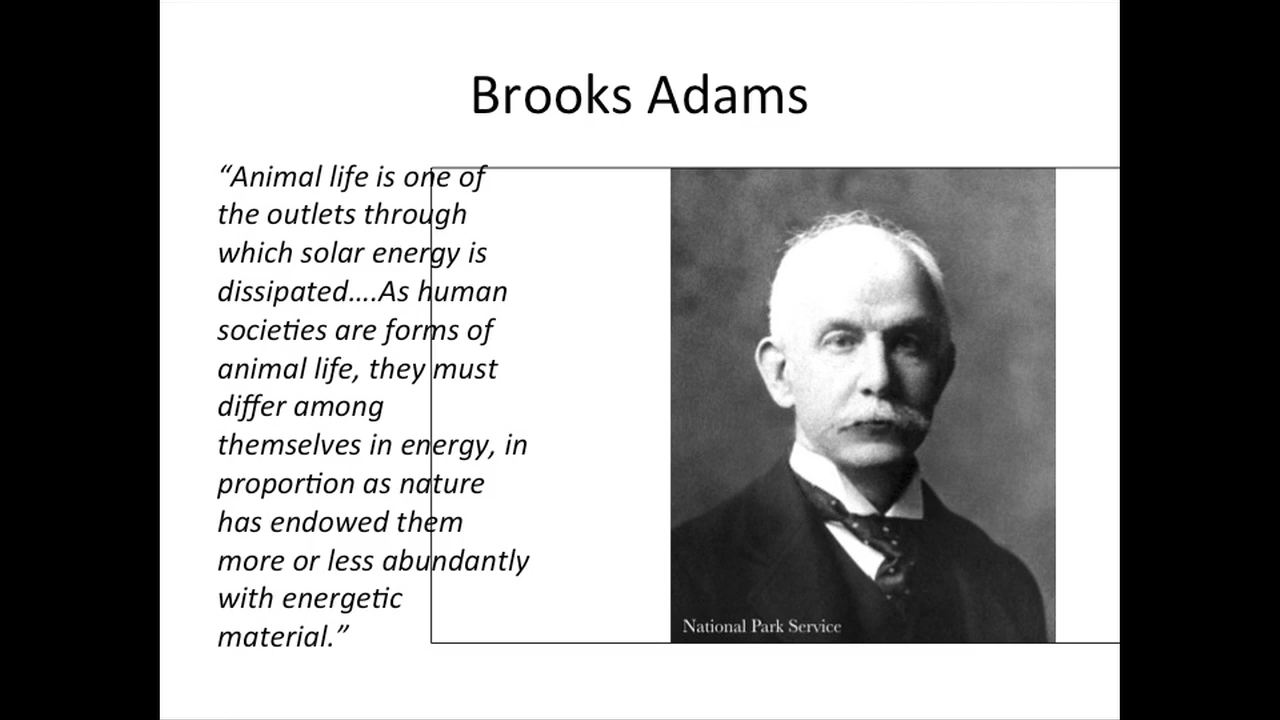 Brooks Adams
“Animal life is one of
the outlets through
which solar energy is
dissipated….As human
societies are forms of
animal life, they must
differ among
themselves in energy, in
proportion as nature
has endowed them
more or less abundantly
with energetic
material.”
National Park Service